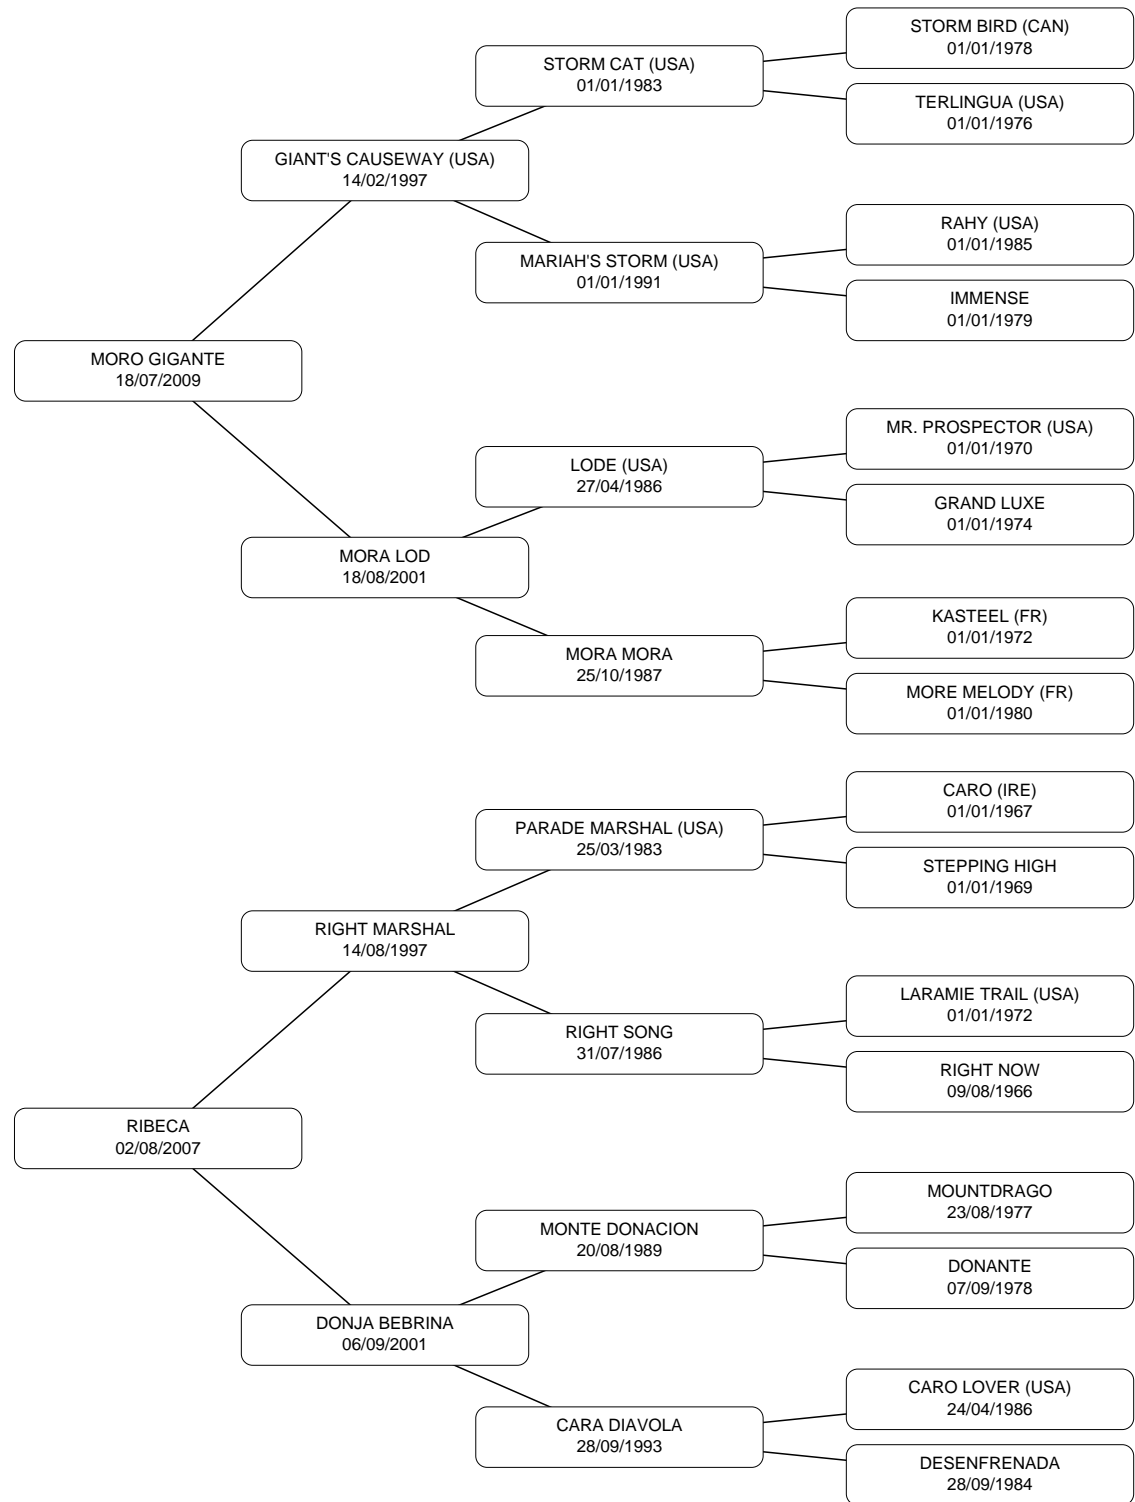 STORM BIRD (CAN)
01/01/1978
STORM CAT (USA)
01/01/1983
TERLINGUA (USA)
01/01/1976
GIANT'S CAUSEWAY (USA)
14/02/1997
RAHY (USA)
01/01/1985
MARIAH'S STORM (USA)
01/01/1991
IMMENSE
01/01/1979
MORO GIGANTE
18/07/2009
MR. PROSPECTOR (USA)
01/01/1970
LODE (USA)
27/04/1986
GRAND LUXE
01/01/1974
MORA LOD
18/08/2001
KASTEEL (FR)
01/01/1972
MORA MORA
25/10/1987
MORE MELODY (FR)
01/01/1980
CARO (IRE)
01/01/1967
PARADE MARSHAL (USA)
25/03/1983
STEPPING HIGH
01/01/1969
RIGHT MARSHAL
14/08/1997
LARAMIE TRAIL (USA)
01/01/1972
RIGHT SONG
31/07/1986
RIGHT NOW
09/08/1966
RIBECA
02/08/2007
MOUNTDRAGO
23/08/1977
MONTE DONACION
20/08/1989
DONANTE
07/09/1978
DONJA BEBRINA
06/09/2001
CARO LOVER (USA)
24/04/1986
CARA DIAVOLA
28/09/1993
DESENFRENADA
28/09/1984